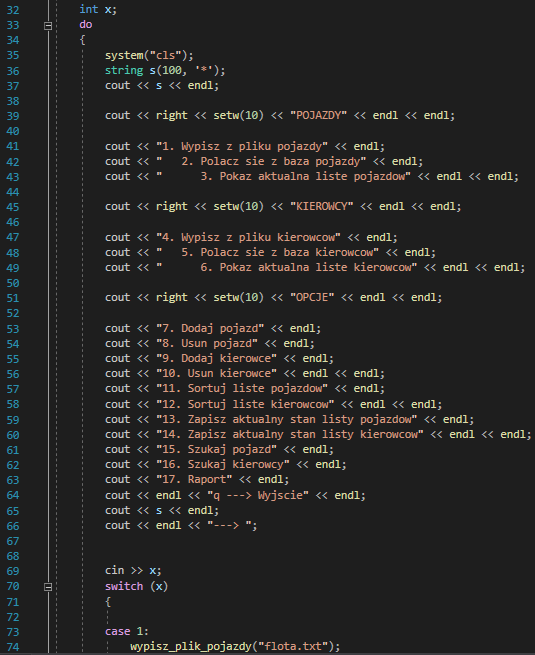 32 int x;
33 do
34 {
35 system("cls");
36 string s(100, '*');
37 cout << s << endl;
38
39 cout << right << setw(10) << "POJAZDY" << endl << endl;
40
41 cout << "1. Wypisz z pliku pojazdy" << endl;
42 cout << "   2. Polacz sie z baza pojazdy" << endl;
43 cout << "      3. Pokaz aktualna liste pojazdow" << endl << endl;
44
45 cout << right << setw(10) << "KIEROWCY" << endl << endl;
46
47 cout << "4. Wypisz z pliku kierowcow" << endl;
48 cout << "   5. Polacz sie z baza kierowcow" << endl;
49 cout << "      6. Pokaz aktualna liste kierowcow" << endl << endl;
50
51 cout << right << setw(10) << "OPCJE" << endl << endl;
52
53 cout << "7. Dodaj pojazd" << endl;
54 cout << "8. Usun pojazd" << endl;
55 cout << "9. Dodaj kierowce" << endl;
56 cout << "10. Usun kierowce" << endl << endl;
57 cout << "11. Sortuj liste pojazdow" << endl;
58 cout << "12. Sortuj liste kierowcow" << endl << endl;
59 cout << "13. Zapisz aktualny stan listy pojazdow" << endl;
60 cout << "14. Zapisz aktualny stan listy kierowcow" << endl << endl;
61 cout << "15. Szukaj pojazd" << endl;
62 cout << "16. Szukaj kierowcy" << endl;
63 cout << "17. Raport" << endl;
64 cout << endl << "q ---> Wyjscie" << endl;
65 cout << s << endl;
66 cout << endl << "---> ";
67
68
69 cin >> x;
70 switch (x)
71 {
72
73 case 1:
74 wypisz_plik_pojazdy("flota.txt");